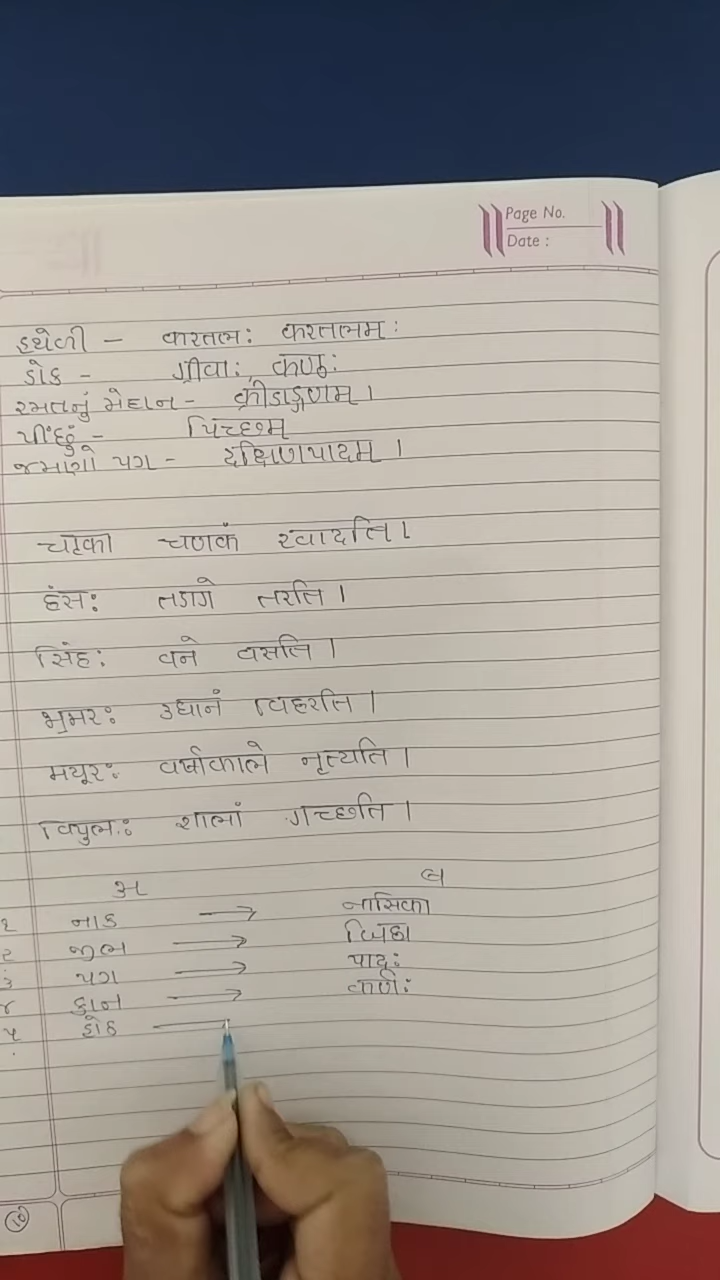 Page No.
Date :
હથેળી - करतलः करतलमः
ડોક - ग्रीवाः, कण्ठः
રમતનું મેદાન - क्रीडाङ्गणम् ।
પીંછું - पिच्छम्
જમણો પગ - दक्षिणपादम् ।
चटका चणकं खादति ।
हंसः तडागे तरति ।
सिंहः वने वसति ।
भ्रमरः उद्यानं विहरति ।
मयूरः वर्षाकाले नृत्यति ।
विपुलः शालां गच्छति ।
અ બ
૧ નાક → नासिका
૨ જીભ → जिह्वा
૩ પગ → पादः
૪ કાન → कर्णः
૫ હોઠ